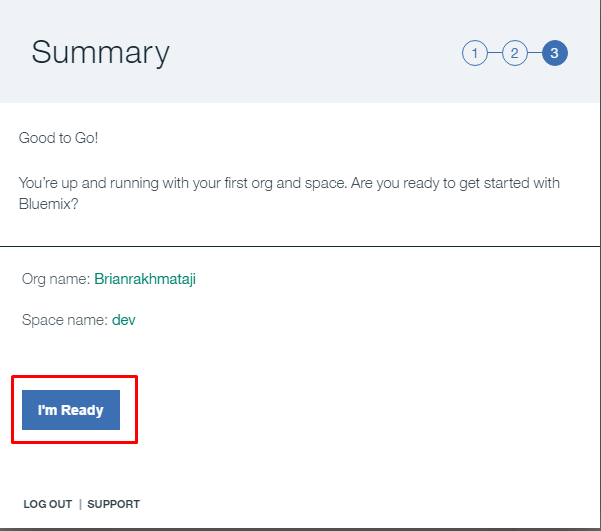 Summary
1 2 3
Good to Go!
You're up and running with your first org and space. Are you ready to get started with
Bluemix?
Org name: Brianrakhmataji
Space name: dev
I'm Ready
LOG OUT | SUPPORT